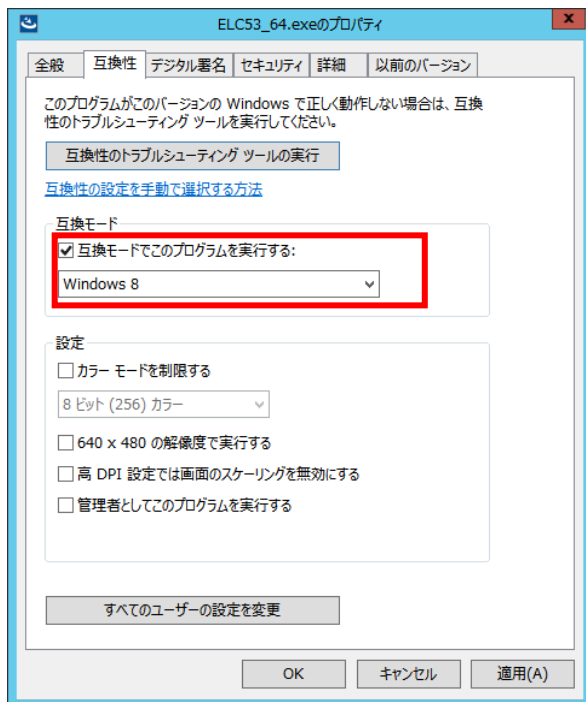 ELC53_64.exeのプロパティ
x
全般
互換性
デジタル署名
セキュリティ
詳細
以前のバージョン
このプログラムがこのバージョンの Windows で正しく動作しない場合は、互換
性のトラブルシューティング ツールを実行してください。
互換性のトラブルシューティング ツールの実行
互換性の設定を手動で選択する方法
互換モード
互換モードでこのプログラムを実行する:
Windows 8
設定
カラー モードを制限する
8 ビット (256) カラー
640 x 480 の解像度で実行する
高 DPI 設定では画面のスケーリングを無効にする
管理者としてこのプログラムを実行する
すべてのユーザーの設定を変更
OK
キャンセル
適用(A)